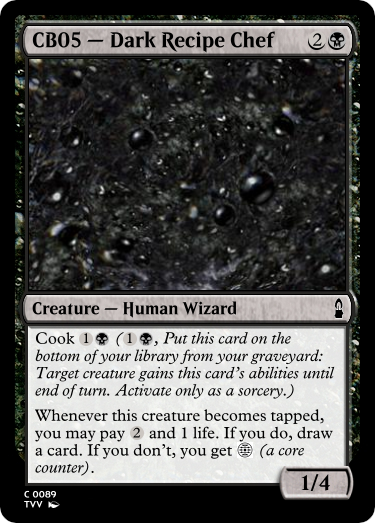 CB05 — Dark Recipe Chef 2
Creature — Human Wizard
Cook 1 (1, Put this card on the
bottom of your library from your graveyard:
Target creature gains this card's abilities until
end of turn. Activate only as a sorcery.)
Whenever this creature becomes tapped,
you may pay 2 and 1 life. If you do, draw
a card. If you don't, you get (a core
counter).
1/4
C 0089
TVV